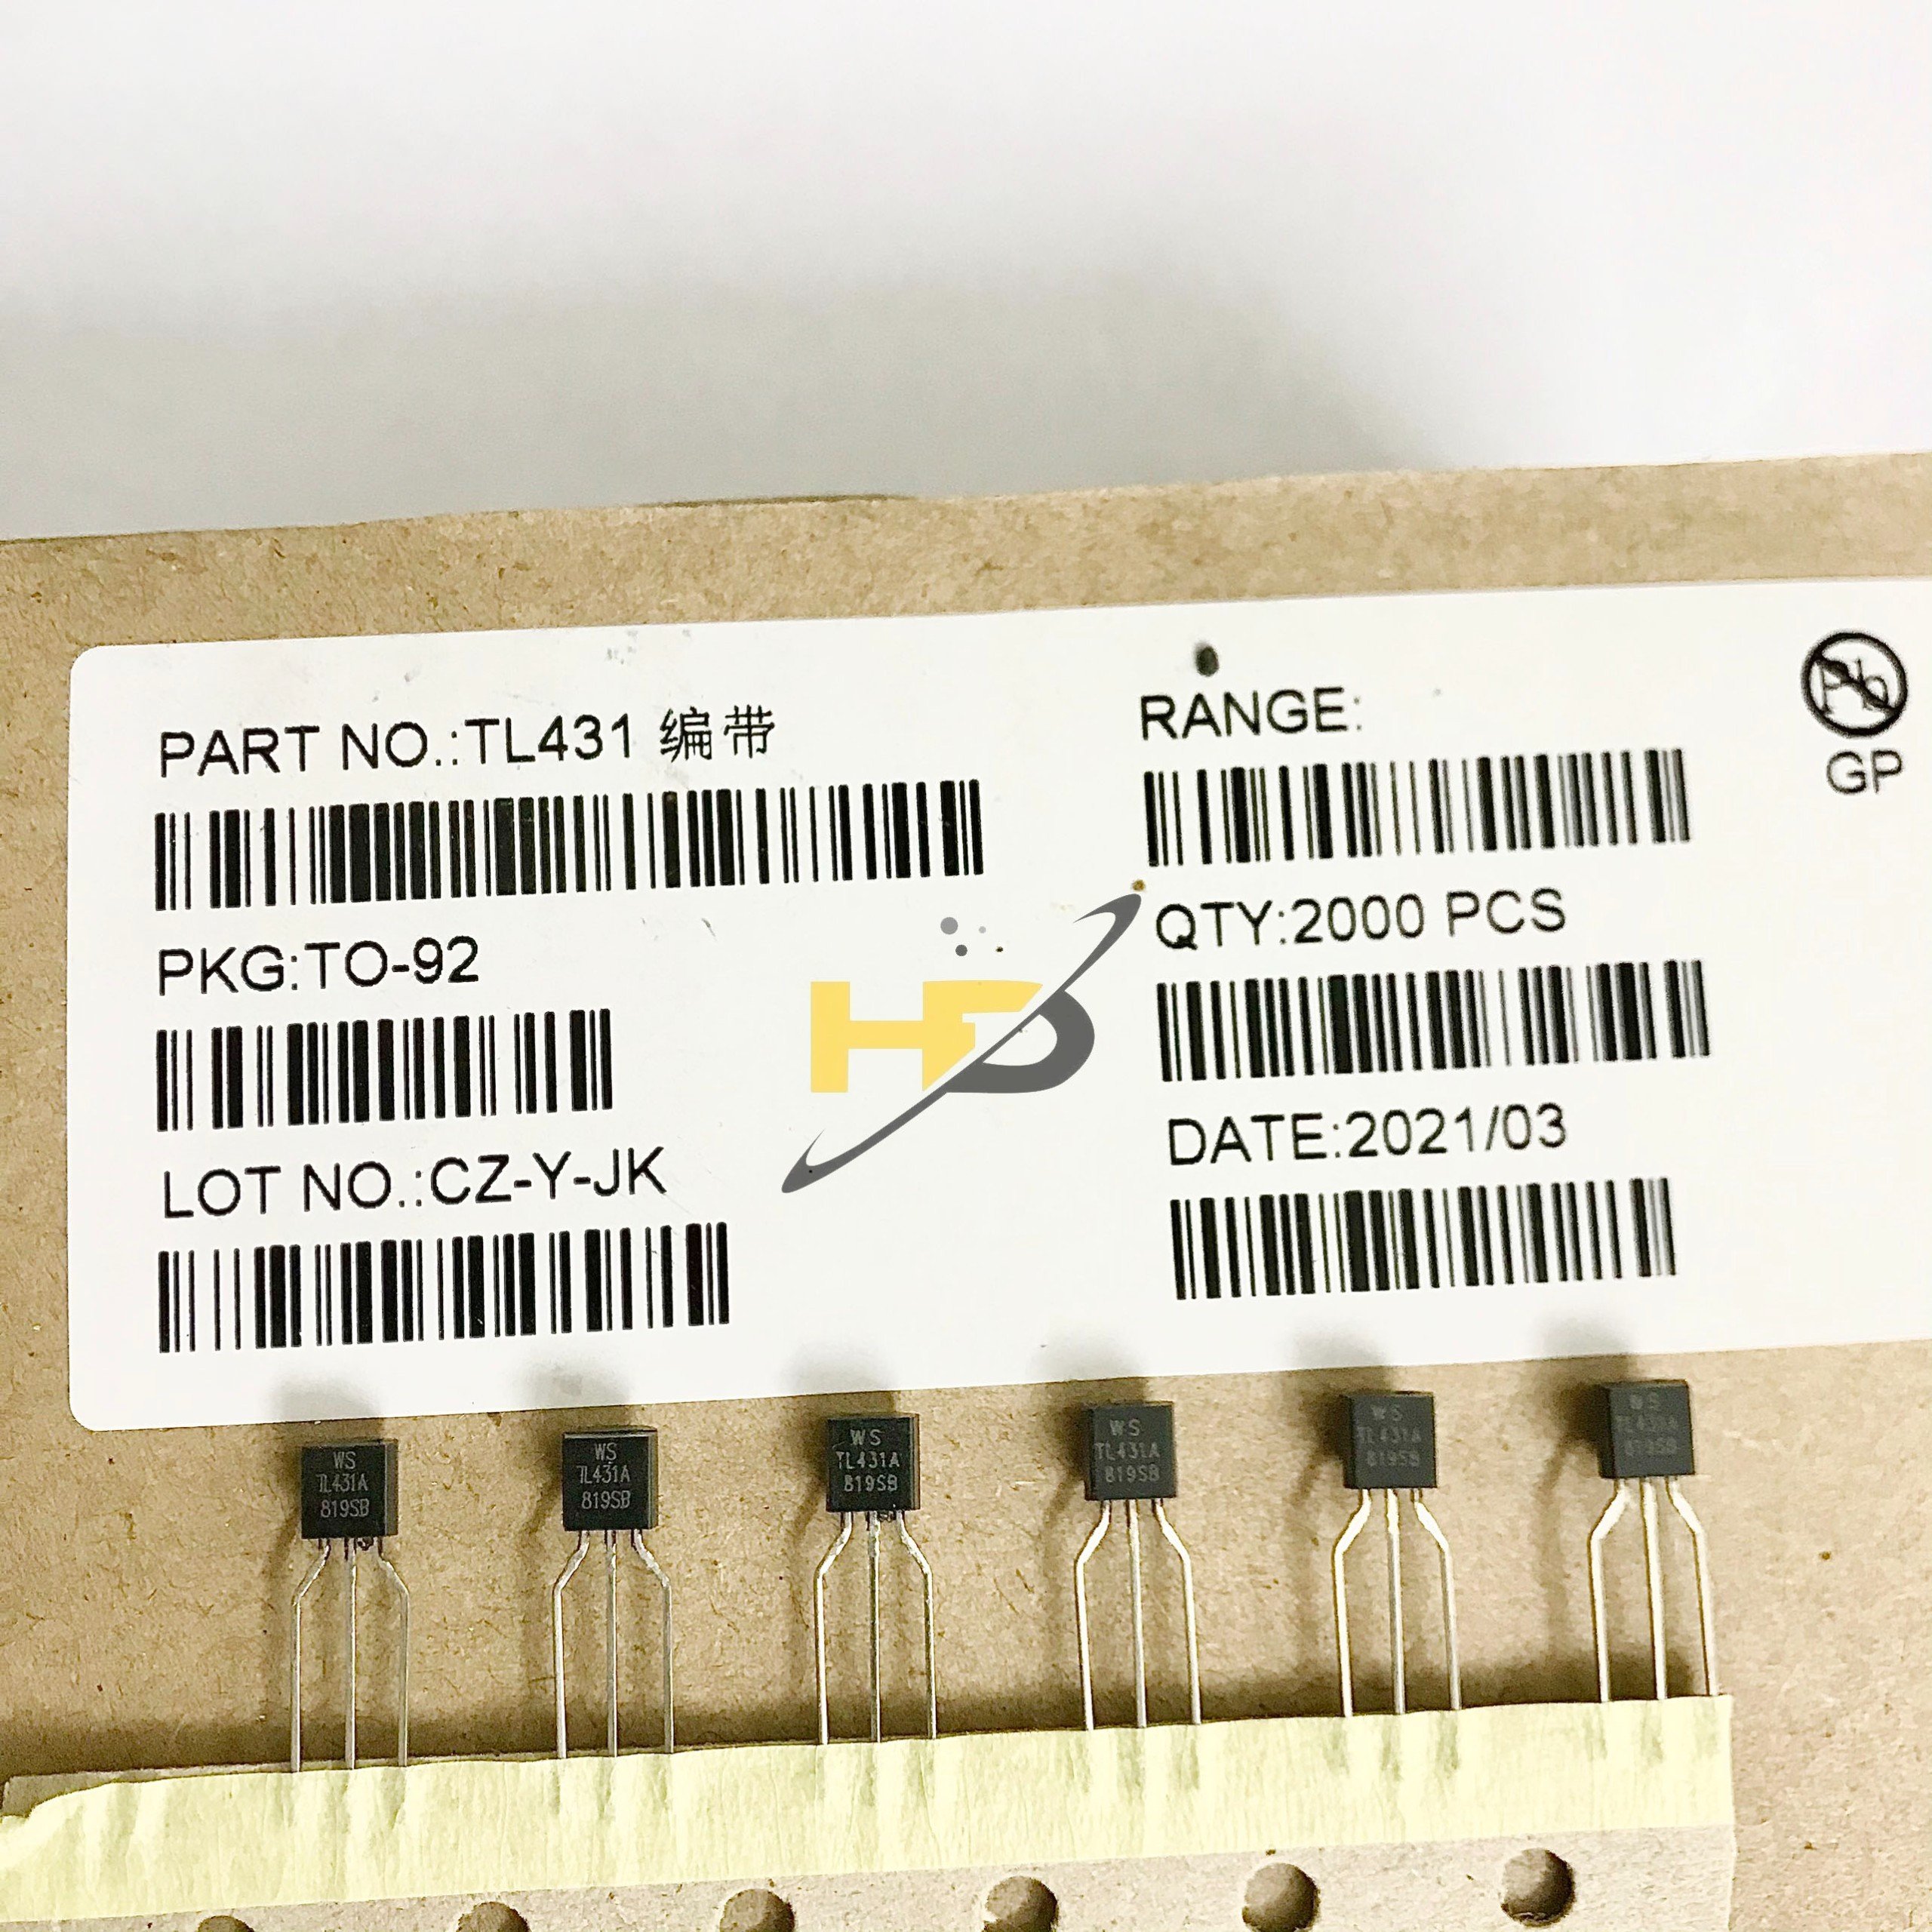 PART NO.:TL431 编带
PKG:TO-92
LOT NO.:CZ-Y-JK
RANGE:
QTY:2000 PCS
DATE:2021/03
Pb
GP
HD
WS
TL431A
819SB
WS
TL431A
819SB
WS
TL431A
819SB
WS
TL431A
819SB
WS
TL431A
819SB
WS
TL431A
819SB